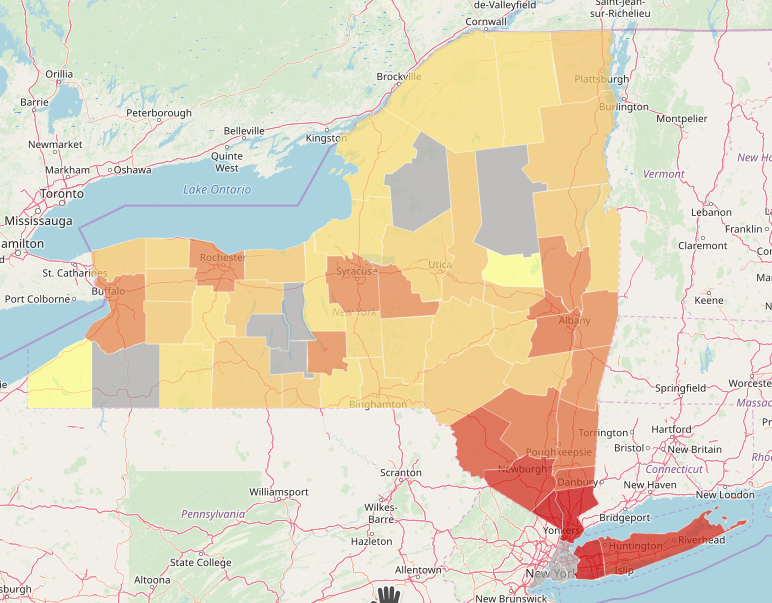 de-Valleyfield
Saint-Jean-
sur-Richelieu
Cornwall
Orillia
Brockville
Plattsburgh
Barrie
Burlington
Peterborough
Montpelier
Belleville
Kingston
Newmarket
Quinte
West
Markham
Oshawa
Vermont
Toronto
Lake Ontario
Lebanon
Mississauga
Franklin
amilton
Claremont
Rochester
Utica
St. Catharines
Syracuse
Buffalo
Port Colborne
Keene
New York
Albany
Springfield
Worceste
Massac
Binghamton
Torrington
Hartford
Bristol
New Britain
Poughkeepsie
Newburgh
Connecticut
Scranton
Danbury
New Haven
Williamsport
New London
Wilkes-
Barre
Pennsylvania
Bridgeport
Yonkers
Hazleton
Huntington
Riverhead
State College
Allentown
New York
Islip
Altoona
sburgh
New Brunswick